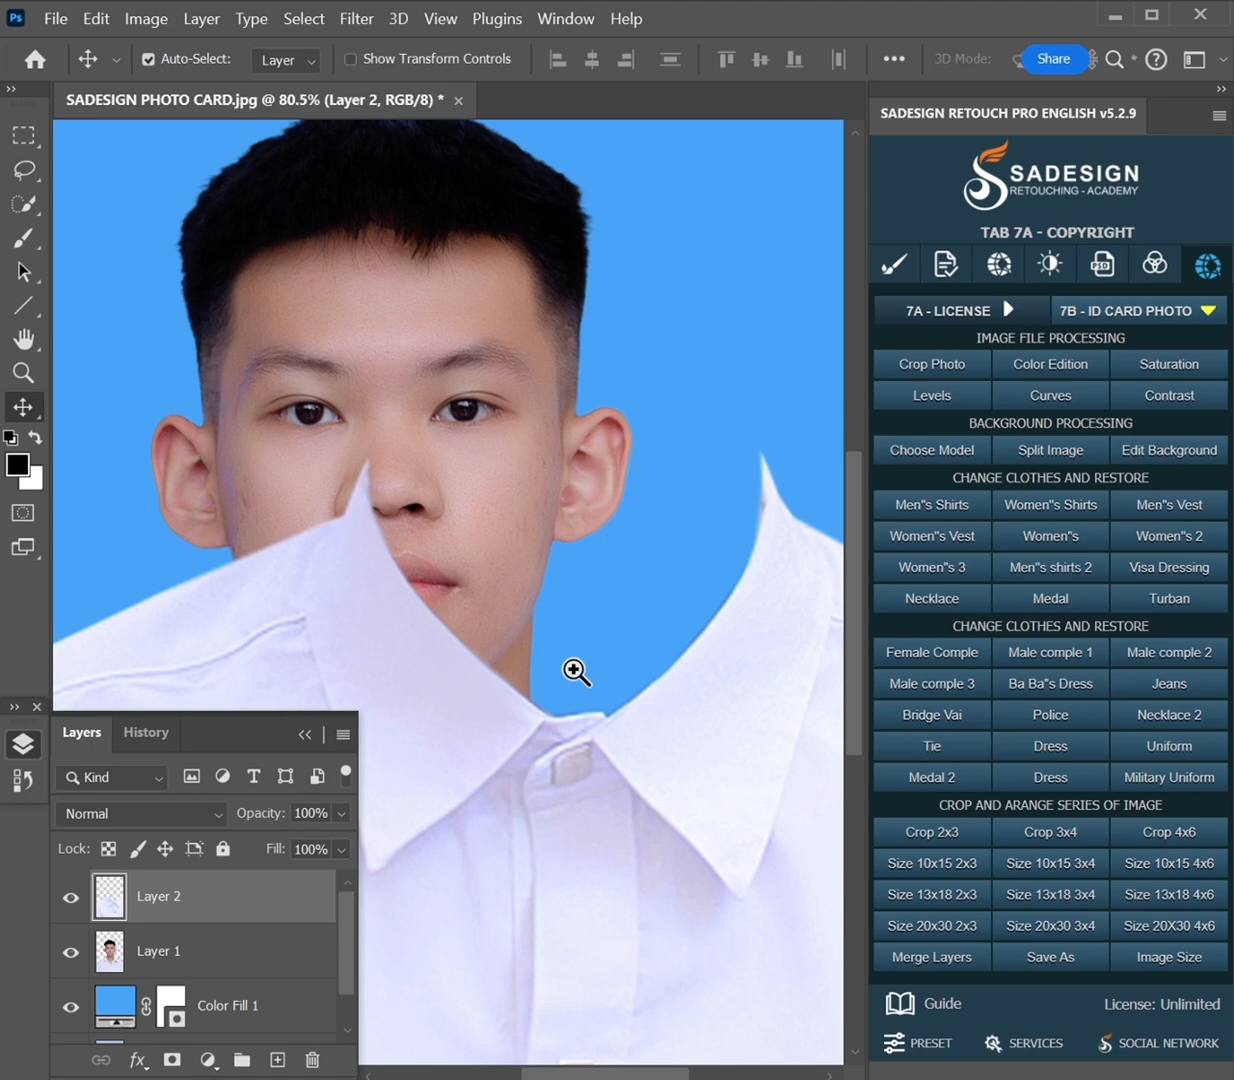 Ps File Edit Image Layer Type Select Filter 3D View Plugins Window Help
Auto-Select: Layer Show Transform Controls 3D Mode: Share
SADESIGN PHOTO CARD.jpg @ 80.5% (Layer 2, RGB/8) *
SADESIGN RETOUCH PRO ENGLISH v5.2.9
SADESIGN
RETOUCHING - ACADEMY
TAB 7A - COPYRIGHT
PSD
7A - LICENSE 7B - ID CARD PHOTO
IMAGE FILE PROCESSING
Crop Photo Color Edition Saturation
Levels Curves Contrast
BACKGROUND PROCESSING
Choose Model Split Image Edit Background
CHANGE CLOTHES AND RESTORE
Men"s Shirts Women"s Shirts Men"s Vest
Women"s Vest Women"s Women"s 2
Women"s 3 Men"s shirts 2 Visa Dressing
Necklace Medal Turban
CHANGE CLOTHES AND RESTORE
Female Comple Male comple 1 Male comple 2
Male comple 3 Ba Ba"s Dress Jeans
Bridge Vai Police Necklace 2
Tie Dress Uniform
Medal 2 Dress Military Uniform
CROP AND ARANGE SERIES OF IMAGE
Crop 2x3 Crop 3x4 Crop 4x6
Size 10x15 2x3 Size 10x15 3x4 Size 10x15 4x6
Size 13x18 2x3 Size 13x18 3x4 Size 13x18 4x6
Size 20x30 2x3 Size 20x30 3x4 Size 20X30 4x6
Merge Layers Save As Image Size
Guide License: Unlimited
PRESET SERVICES SOCIAL NETWORK
Layers History
Kind
Normal Opacity: 100%
Lock: Fill: 100%
Layer 2
Layer 1
Color Fill 1
fx